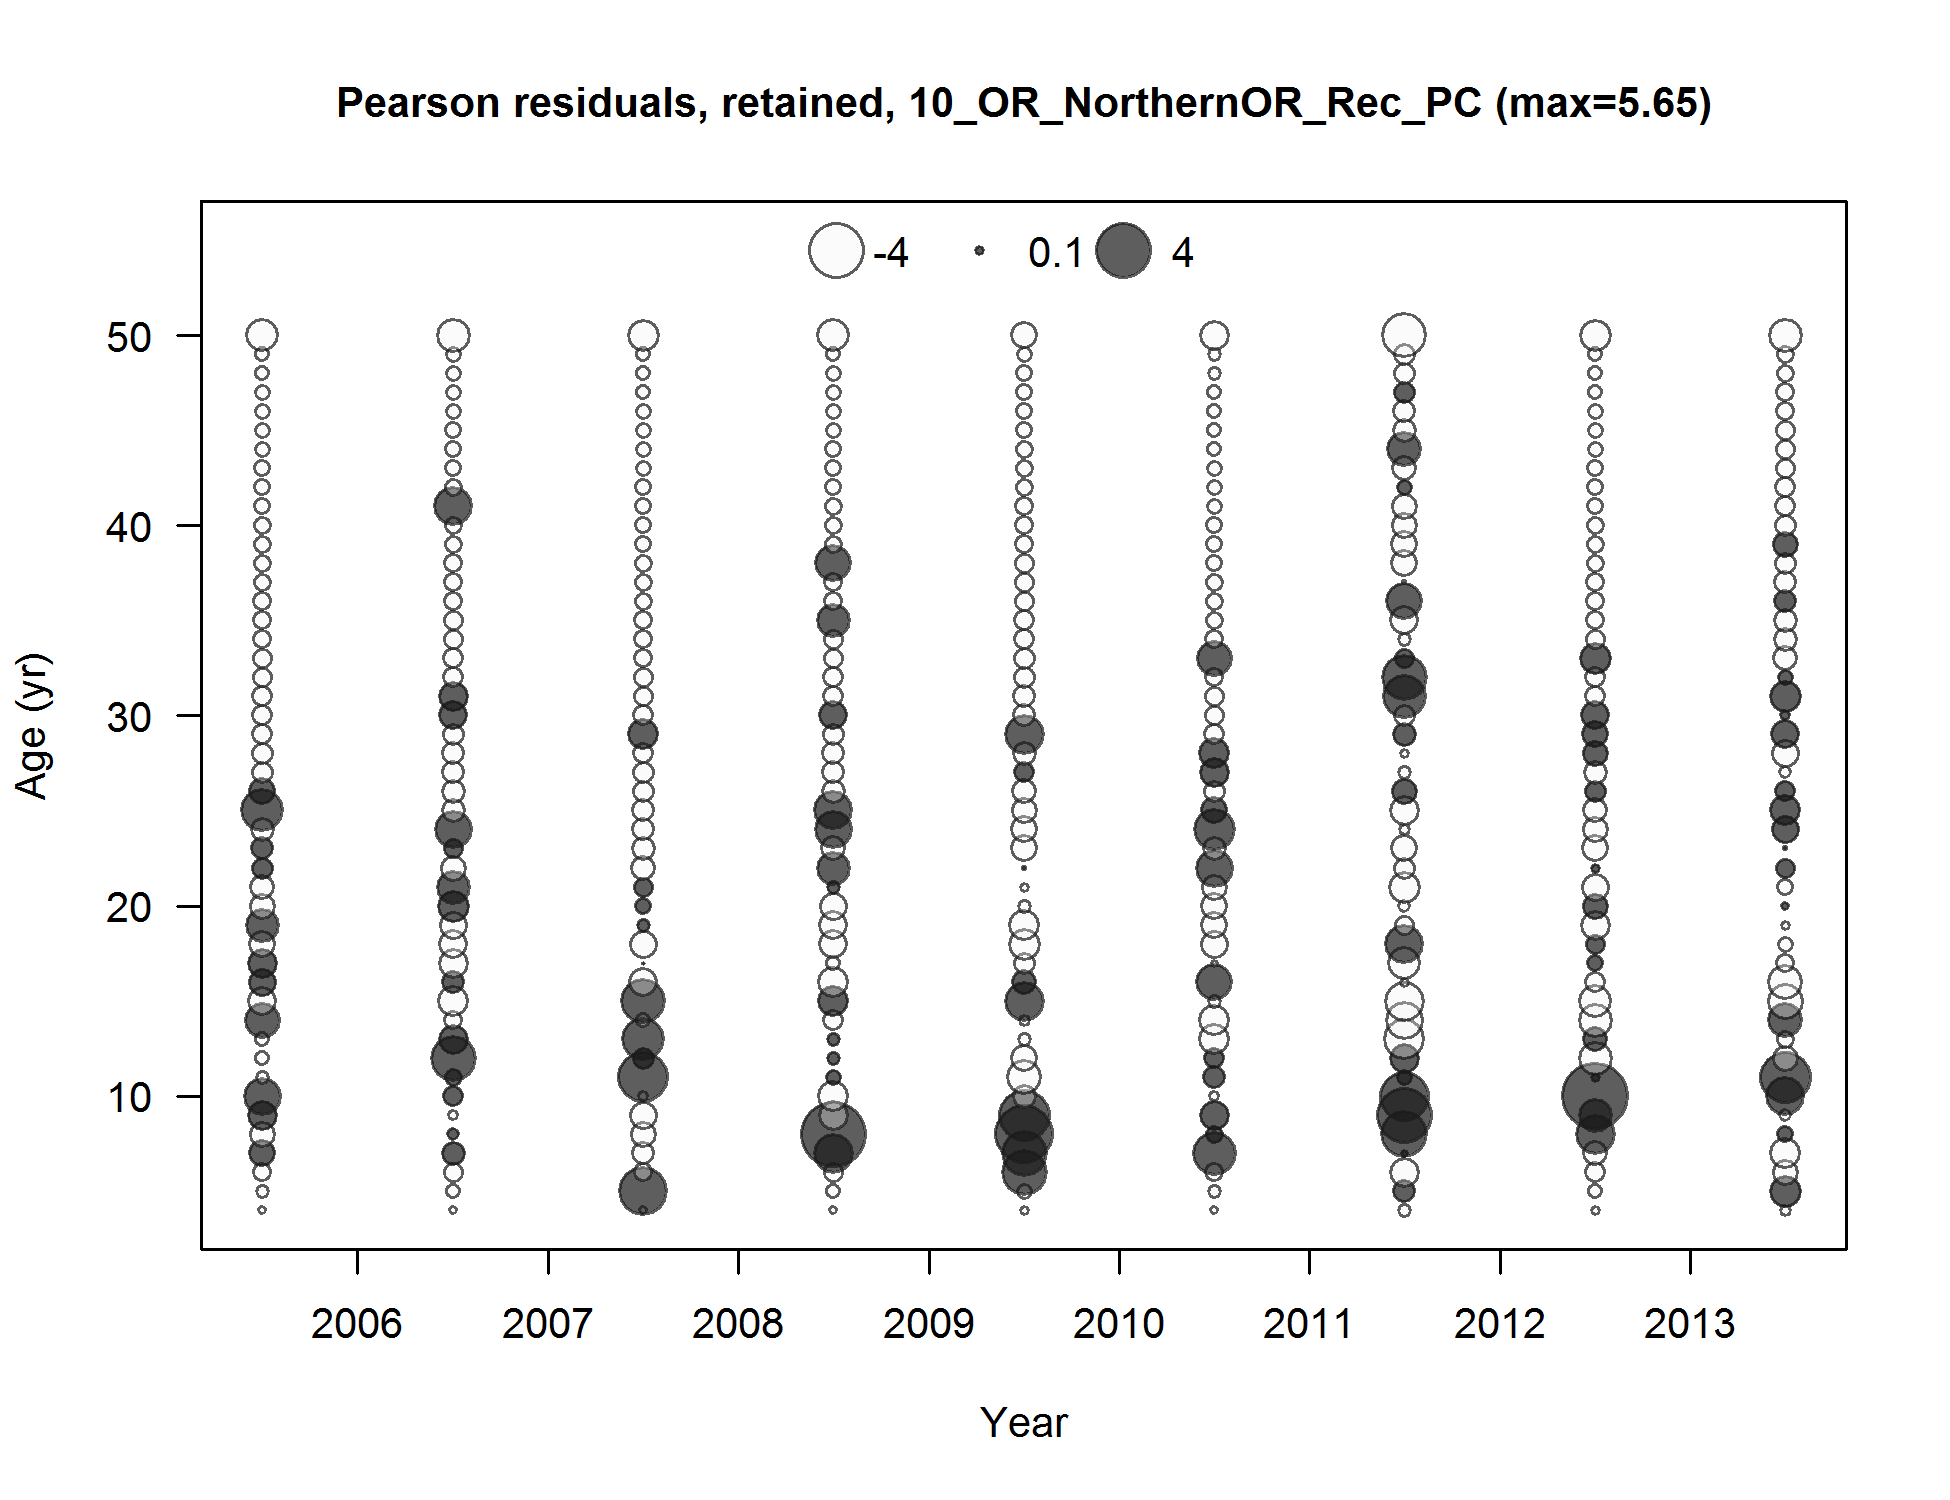 Pearson residuals, retained, 10_OR_NorthernOR_Rec_PC (max=5.65)
-4 0.1 4
50
40
30
20
10
Age (yr)
2006 2007 2008 2009 2010 2011 2012 2013
Year